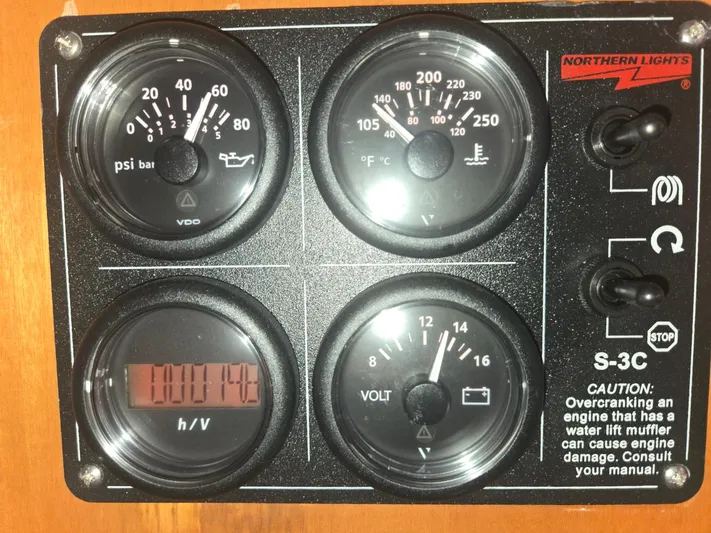 0 20 40 60 80
0 1 2 3 4 5
psi bar
VDO
105 140 180 200 220 230 250
40 80 100 120
°F °C
h/V
8 12 14 16
VOLT
NORTHERN LIGHTS
®
STOP
S-3C
CAUTION:
Overcranking an
engine that has a
water lift muffler
can cause engine
damage. Consult
your manual.